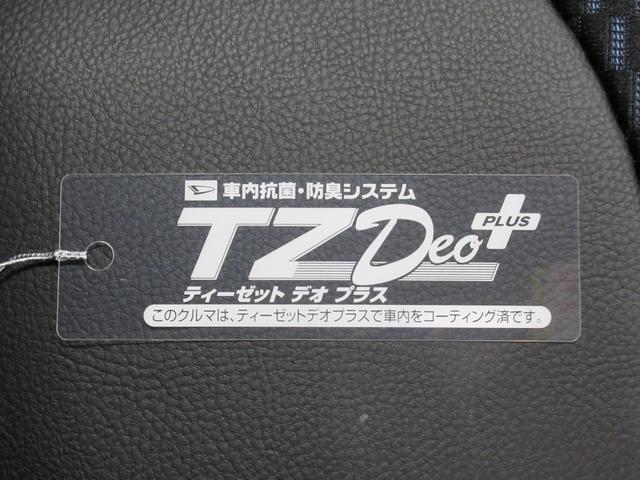 車内抗菌・防臭システム
TZ Deo PLUS
ティーゼット デオ プラス
このクルマは、ティーゼットデオプラスで車内をコーティング済です。